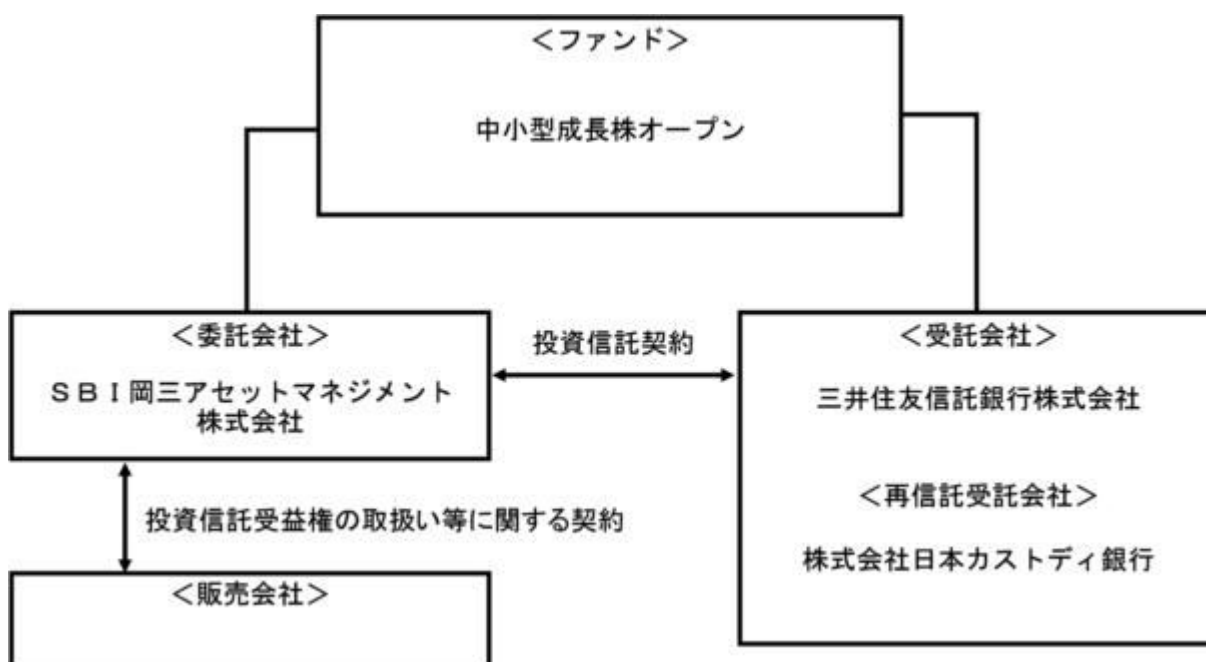 ＜ファンド＞
中小型成長株オープン
＜委託会社＞
ＳＢＩ岡三アセットマネジメント
株式会社
投資信託契約
＜受託会社＞
三井住友信託銀行株式会社
＜再信託受託会社＞
株式会社日本カストディ銀行
投資信託受益権の取扱い等に関する契約
＜販売会社＞